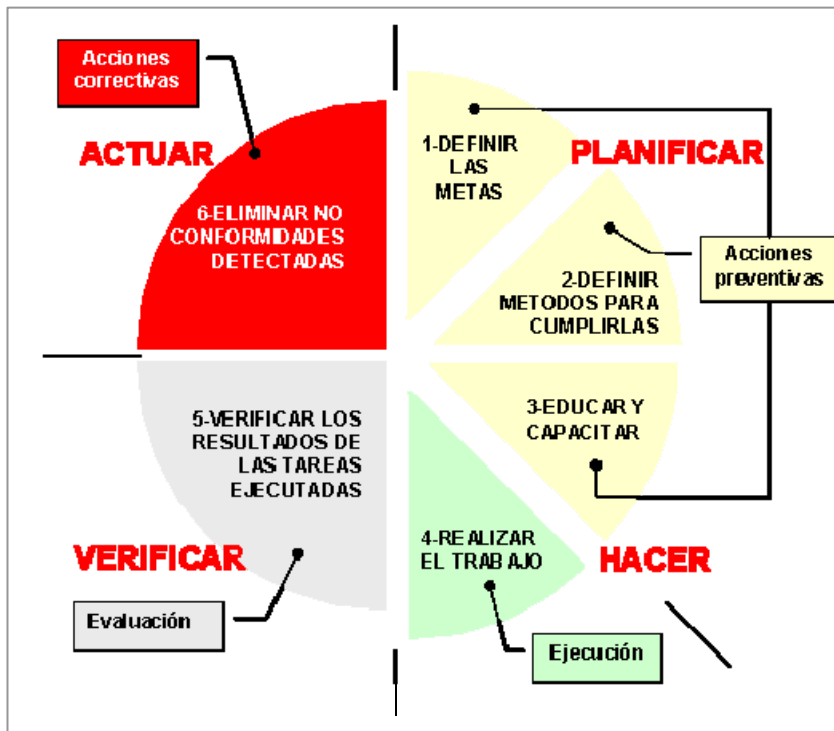 Acciones
correctivas
ACTUAR
6-ELIMINAR NO
CONFORMIDADES
DETECTADAS
1-DEFINIR
LAS
METAS
PLANIFICAR
Acciones
preventivas
2-DEFINIR
METODOS PARA
CUMPLIRLAS
3-EDUCAR Y
CAPACITAR
4-REALIZAR
EL TRABAJO
HACER
Ejecución
5-VERIFICAR LOS
RESULTADOS DE
LAS TAREAS
EJECUTADAS
VERIFICAR
Evaluación